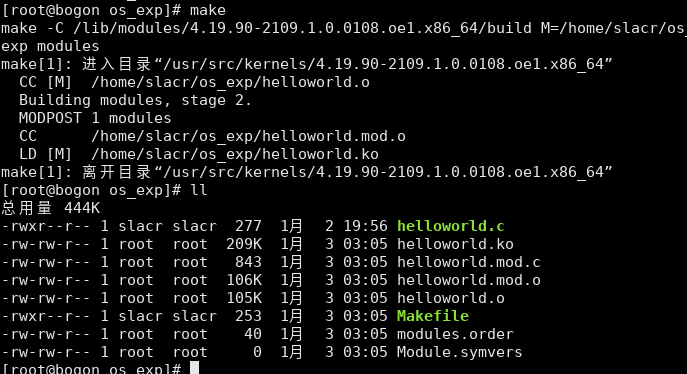 [root@bogon os_exp]# make
make -C /lib/modules/4.19.90-2109.1.0.0108.oe1.x86_64/build M=/home/slacr/os_
exp modules
make[1]: 进入目录“/usr/src/kernels/4.19.90-2109.1.0.0108.oe1.x86_64”
  CC [M]  /home/slacr/os_exp/helloworld.o
  Building modules, stage 2.
  MODPOST 1 modules
  CC      /home/slacr/os_exp/helloworld.mod.o
  LD [M]  /home/slacr/os_exp/helloworld.ko
make[1]: 离开目录“/usr/src/kernels/4.19.90-2109.1.0.0108.oe1.x86_64”
[root@bogon os_exp]# ll
总用量 444K
-rwxr--r-- 1 slacr slacr  277  1月   2 19:56 helloworld.c
-rw-rw-r-- 1 root  root  209K  1月   3 03:05 helloworld.ko
-rw-rw-r-- 1 root  root   843  1月   3 03:05 helloworld.mod.c
-rw-rw-r-- 1 root  root  106K  1月   3 03:05 helloworld.mod.o
-rw-rw-r-- 1 root  root  105K  1月   3 03:05 helloworld.o
-rwxr--r-- 1 slacr slacr  253  1月   3 03:05 Makefile
-rw-rw-r-- 1 root  root    40  1月   3 03:05 modules.order
-rw-rw-r-- 1 root  root     0  1月   3 03:05 Module.symvers
[root@bogon os_exp]#